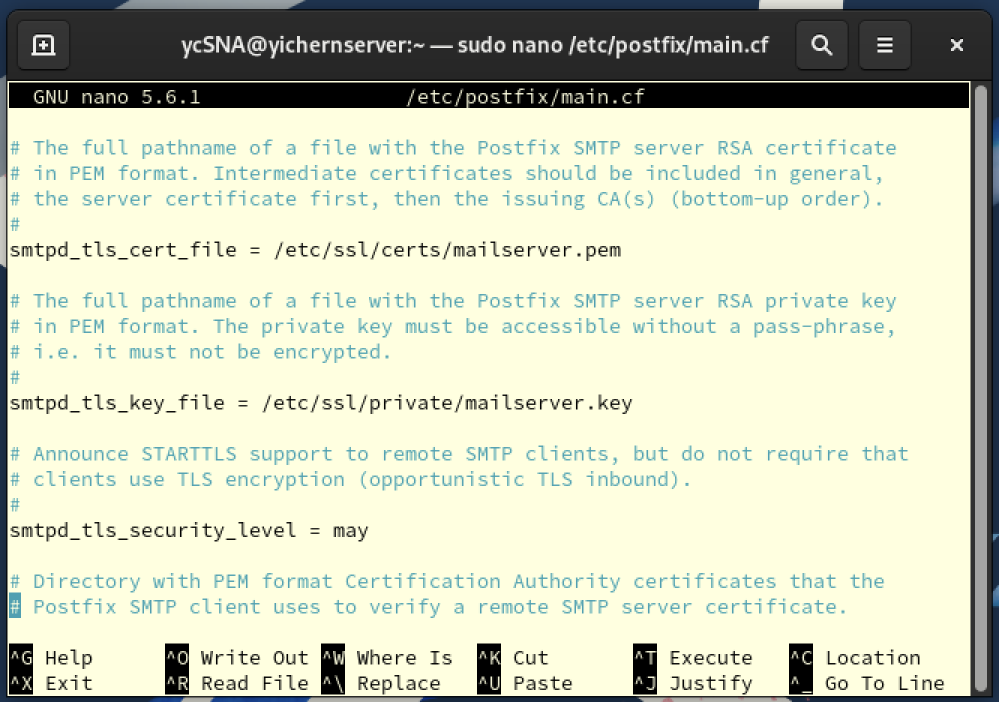 ycSNA@yichernserver:~ — sudo nano /etc/postfix/main.cf
GNU nano 5.6.1 /etc/postfix/main.cf
# The full pathname of a file with the Postfix SMTP server RSA certificate
# in PEM format. Intermediate certificates should be included in general,
# the server certificate first, then the issuing CA(s) (bottom-up order).
#
smtpd_tls_cert_file = /etc/ssl/certs/mailserver.pem
# The full pathname of a file with the Postfix SMTP server RSA private key
# in PEM format. The private key must be accessible without a pass-phrase,
# i.e. it must not be encrypted.
#
smtpd_tls_key_file = /etc/ssl/private/mailserver.key
# Announce STARTTLS support to remote SMTP clients, but do not require that
# clients use TLS encryption (opportunistic TLS inbound).
#
smtpd_tls_security_level = may
# Directory with PEM format Certification Authority certificates that the
# Postfix SMTP client uses to verify a remote SMTP server certificate.
^G Help ^O Write Out ^W Where Is ^K Cut ^T Execute ^C Location
^X Exit ^R Read File ^\ Replace ^U Paste ^J Justify ^_ Go To Line